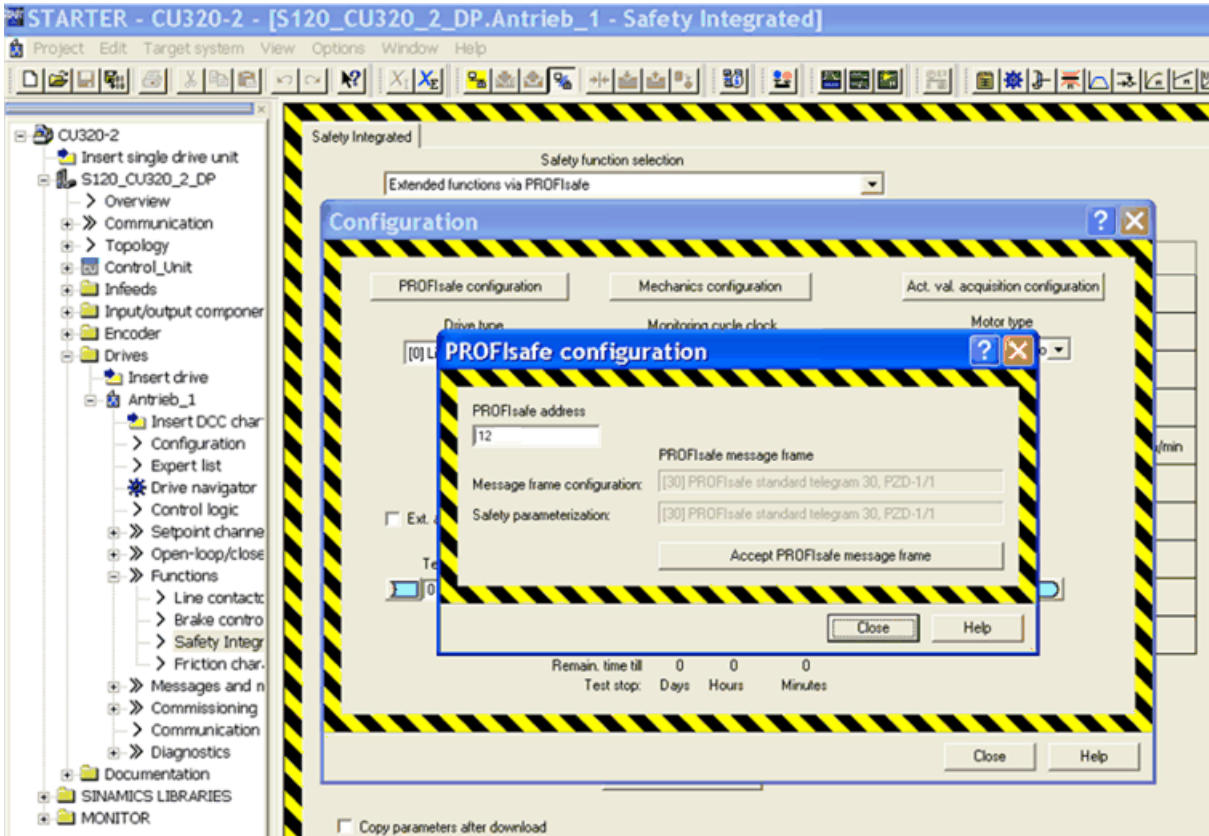 STARTER - CU320-2 - [S120_CU320_2_DP.Antrieb_1 - Safety Integrated]
Project Edit Target system View Options Window Help
CU320-2
Insert single drive unit
S120_CU320_2_DP
Overview
Communication
Topology
Control_Unit
Infeeds
Input/output componer
Encoder
Drives
Insert drive
Antrieb_1
Insert DCC char
Configuration
Expert list
Drive navigator
Control logic
Setpoint channe
Open-loop/close
Functions
Line contactc
Brake contro
Safety Integr
Friction char.
Messages and n
Commissioning
Communication
Diagnostics
Documentation
SINAMICS LIBRARIES
MONITOR
Safety Integrated
Safety function selection
Extended functions via PROFIsafe
Configuration
PROFIsafe configuration Mechanics configuration Act. val. acquisition configuration
Drive type Monitoring cycle clock Motor type
[0] Li
PROFIsafe configuration
PROFIsafe address
12
PROFIsafe message frame
Message frame configuration: [30] PROFIsafe standard telegram 30, PZD-1/1
Safety parameterization: [30] PROFIsafe standard telegram 30, PZD-1/1
Accept PROFIsafe message frame
Close Help
/min
Ext.
Te
0
Remain. time till 0 0 0
Test stop: Days Hours Minutes
Close Help
Copy parameters after download